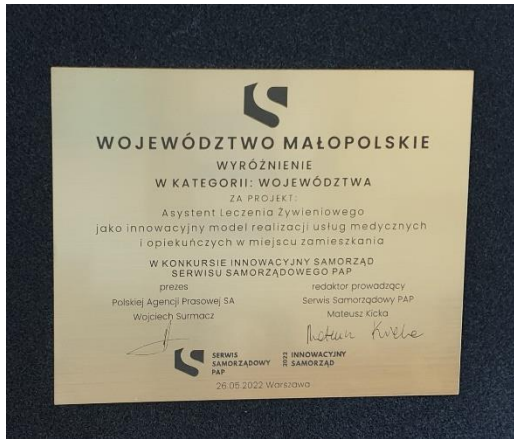 WOJEWÓDZTWO MAŁOPOLSKIE
WYRÓŻNIENIE
W KATEGORII: WOJEWÓDZTWA
ZA PROJEKT:
Asystent Leczenia Żywieniowego
jako innowacyjny model realizacji usług medycznych
i opiekuńczych w miejscu zamieszkania
W KONKURSIE INNOWACYJNY SAMORZĄD
SERWISU SAMORZĄDOWEGO PAP
prezes
Polskiej Agencji Prasowej SA
Wojciech Surmacz
redaktor prowadzący
Serwis Samorządowy PAP
Mateusz Kicka
Mateusz Kicka
SERWIS
SAMORZĄDOWY
PAP
2022 INNOWACYJNY
SAMORZĄD
26.05.2022 Warszawa